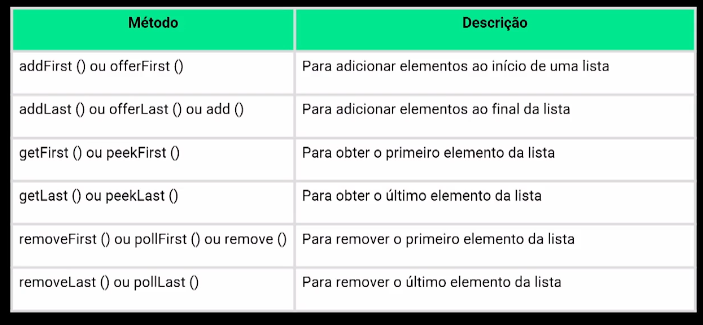 Método Descrição
addFirst () ou offerFirst () Para adicionar elementos ao início de uma lista
addLast () ou offerLast () ou add () Para adicionar elementos ao final da lista
getFirst () ou peekFirst () Para obter o primeiro elemento da lista
getLast () ou peekLast () Para obter o último elemento da lista
removeFirst () ou pollFirst () ou remove () Para remover o primeiro elemento da lista
removeLast () ou pollLast () Para remover o último elemento da lista